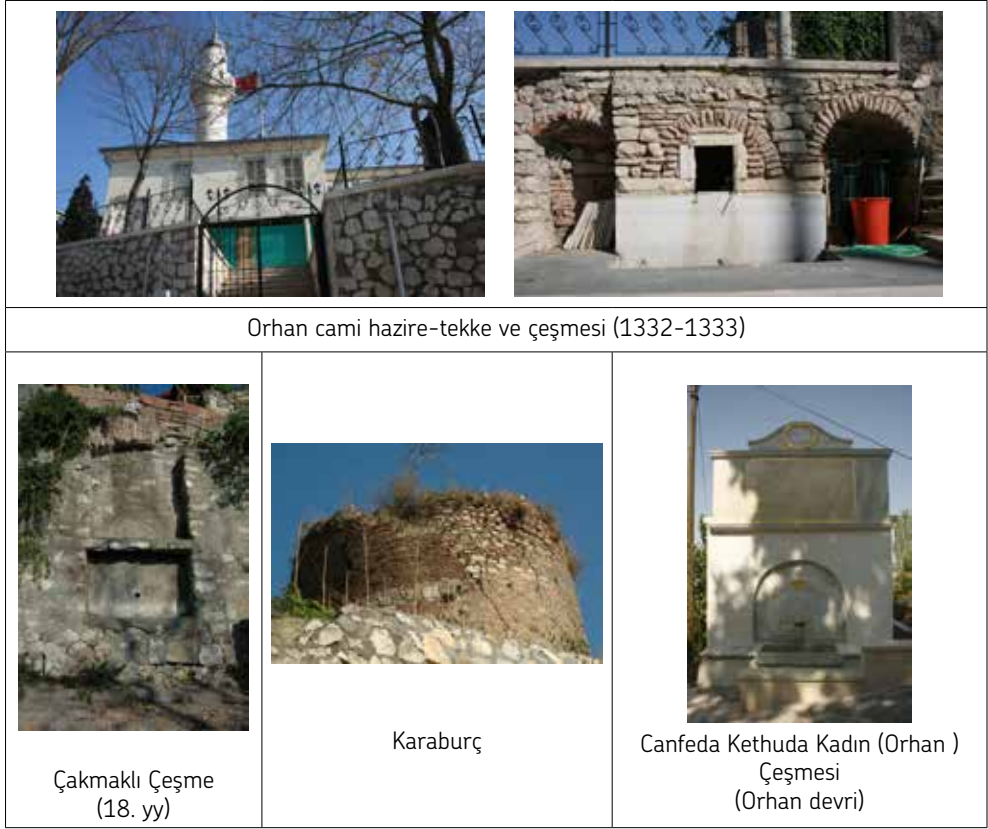 Orhan cami hazire-tekke ve çeşmesi (1332-1333)
Çakmaklı Çeşme
(18. yy)
Karaburç
Canfeda Kethuda Kadın (Orhan )
Çeşmesi
(Orhan devri)